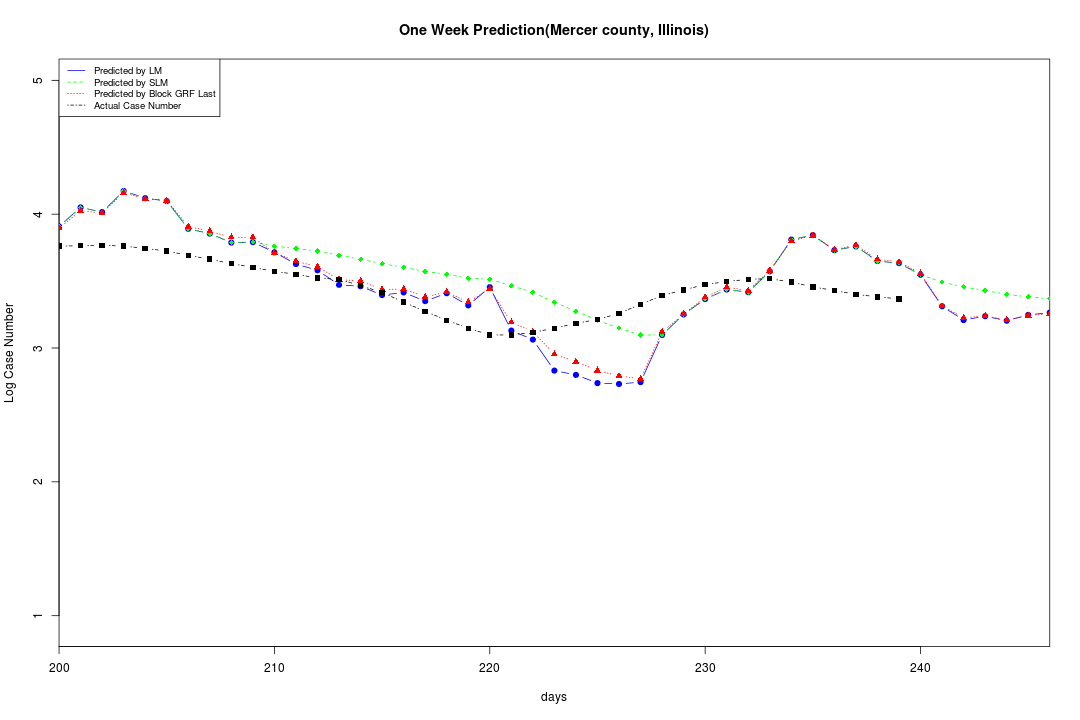 One Week Prediction(Mercer county, Illinois)
Predicted by LM
Predicted by SLM
Predicted by Block GRF Last
Actual Case Number
5
4
3
2
1
Log Case Number
200 210 220 230 240
days